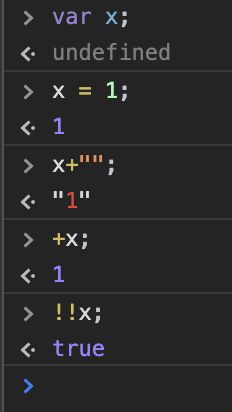 var x;
undefined
x = 1;
1
x+"";
"1"
+x;
1
!!x;
true